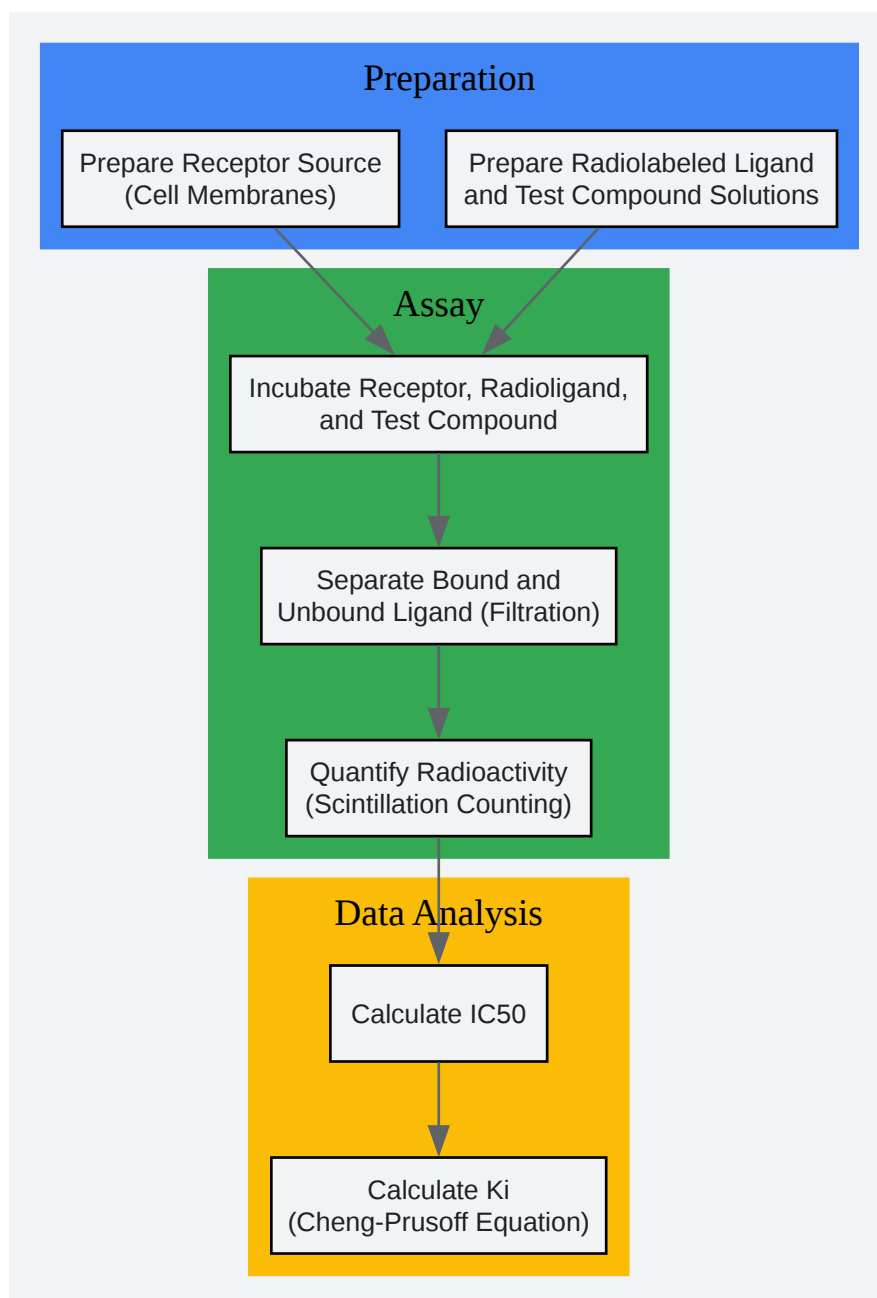 Preparation
Prepare Receptor Source
(Cell Membranes)
Prepare Radiolabeled Ligand
and Test Compound Solutions
Assay
Incubate Receptor, Radioligand,
and Test Compound
Separate Bound and
Unbound Ligand (Filtration)
Quantify Radioactivity
(Scintillation Counting)
Data Analysis
Calculate IC50
Calculate Ki
(Cheng-Prusoff Equation)